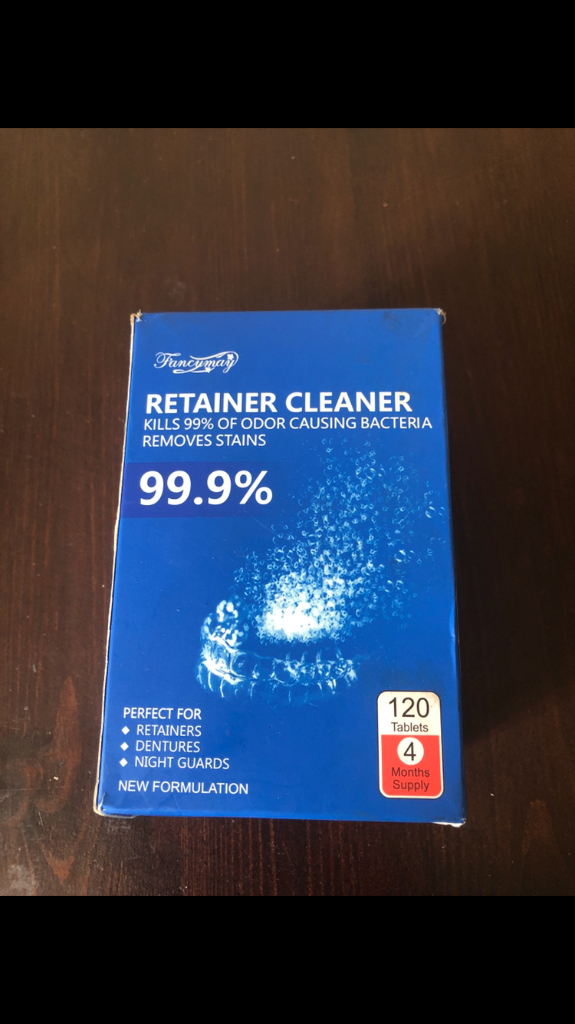 Fancymay
RETAINER CLEANER
KILLS 99% OF ODOR CAUSING BACTERIA
REMOVES STAINS
99.9%
PERFECT FOR
◆ RETAINERS
◆ DENTURES
◆ NIGHT GUARDS
NEW FORMULATION
120
Tablets
4
Months
Supply